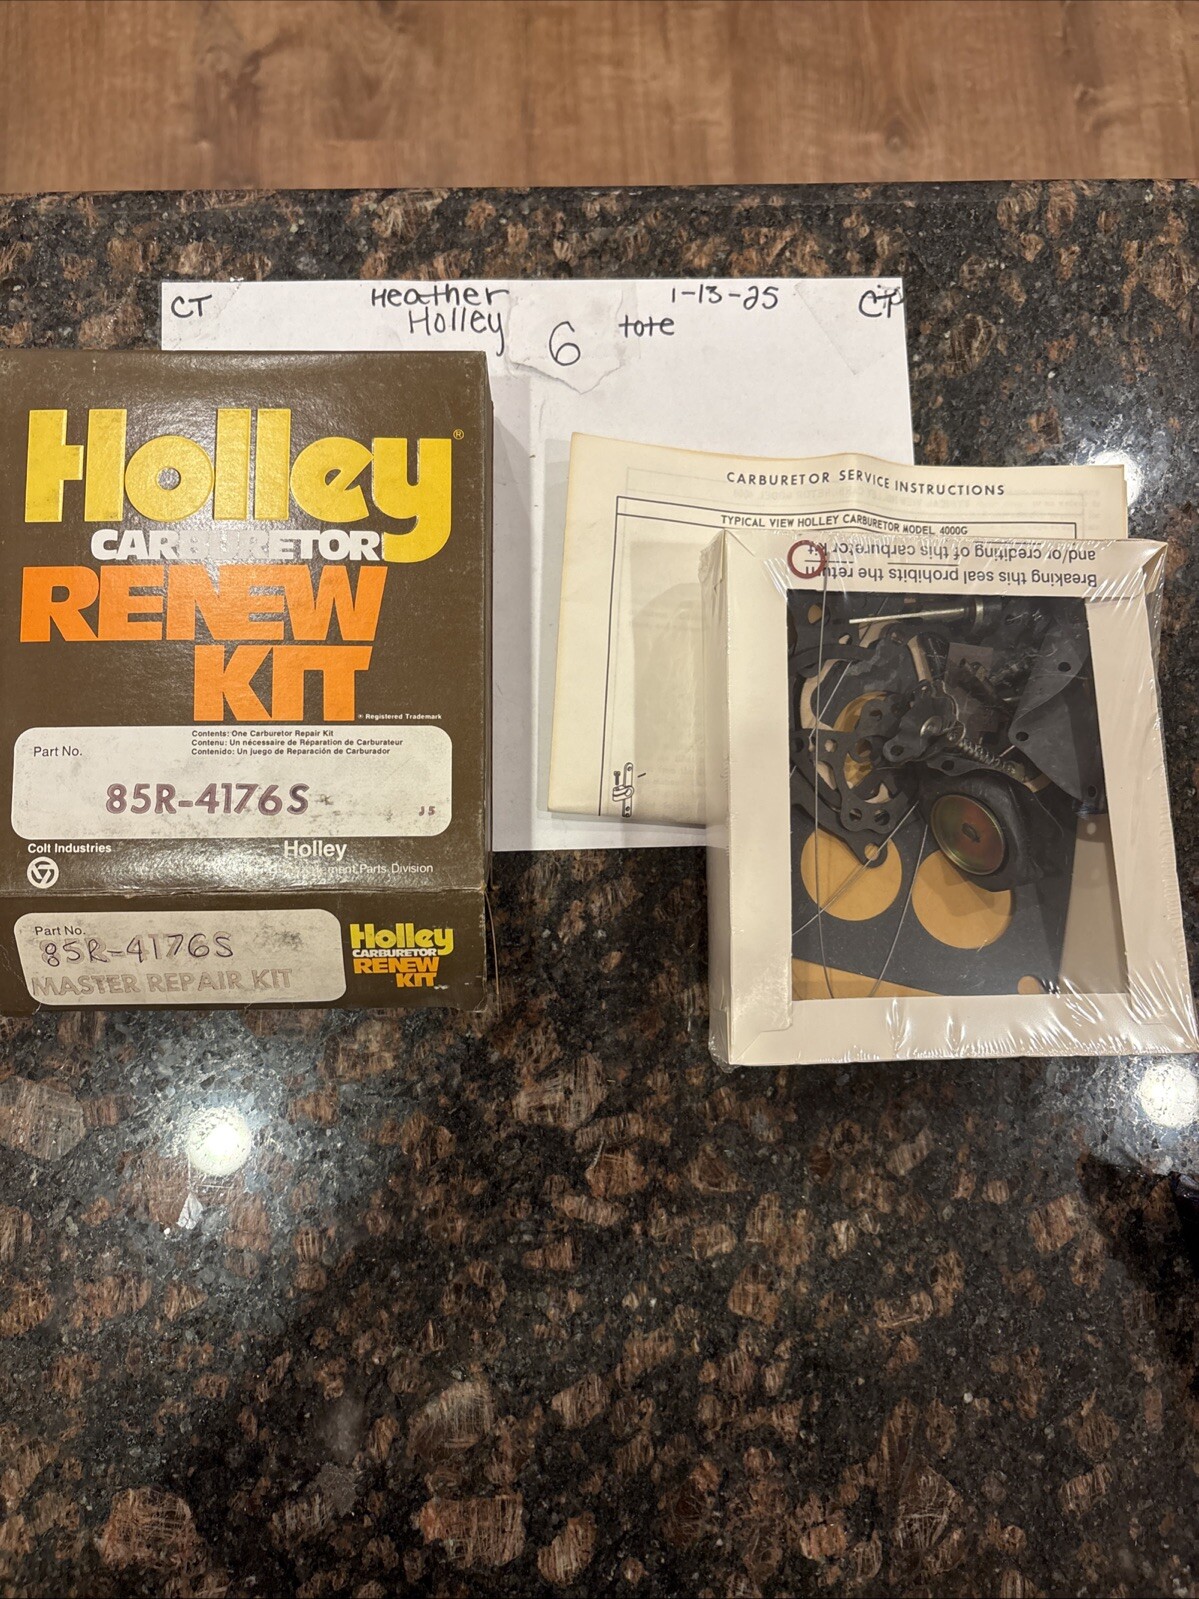 CT
Heather
Holley
6
tote
1-13-25
CT
Holley®
CARBURETOR
RENEW
KIT
® Registered Trademark
Contents: One Carburetor Repair Kit
Contenu: Un nécessaire de Réparation de Carburateur
Contenido: Un juego de Reparación de Carburador
Part No.
85R-4176S
J5
Colt Industries
Holley
Parts Division
Part No.
85R-4176S
MASTER REPAIR KIT
Holley
CARBURETOR
RENEW
KIT
CARBURETOR SERVICE INSTRUCTIONS
TYPICAL VIEW HOLLEY CARBURETOR MODEL 4000G
Breaking this seal prohibits the return
and/or crediting of this carburetor kit